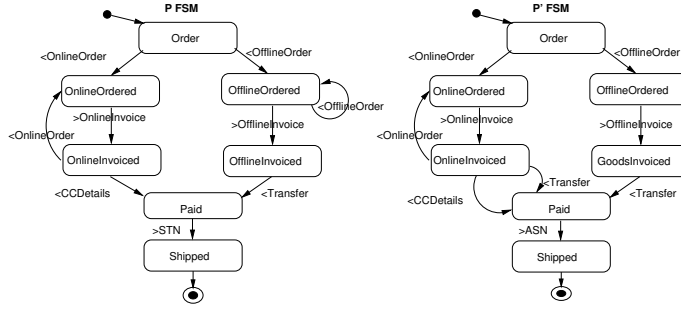 P FSM
Order
<OnlineOrder
<OfflineOrder
OnlineOrdered
OfflineOrdered
<OfflineOrder
>OnlineInvoice
>OfflineInvoice
<OnlineOrder
OnlineInvoiced
OfflineInvoiced
<CCDetails
<Transfer
Paid
>STN
Shipped
P' FSM
Order
<OnlineOrder
<OfflineOrder
OnlineOrdered
OfflineOrdered
>OnlineInvoice
>OfflineInvoice
<OnlineOrder
OnlineInvoiced
GoodsInvoiced
<Transfer
<CCDetails
<Transfer
Paid
>ASN
Shipped